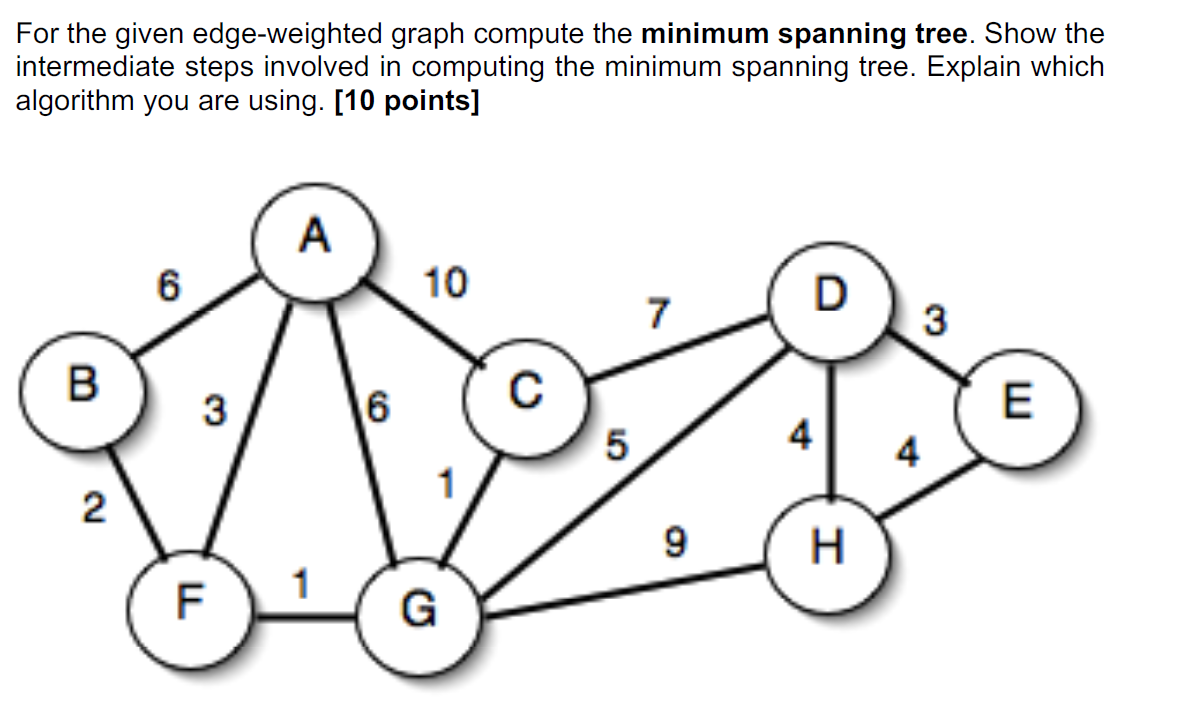 For the given edge-weighted graph compute the minimum spanning tree. Show the
intermediate steps involved in computing the minimum spanning tree. Explain which
algorithm you are using. [10 points]
A
6
10
D
7
3
B
C
E
3
6
5
4
4
1
2
9
H
F
1
G